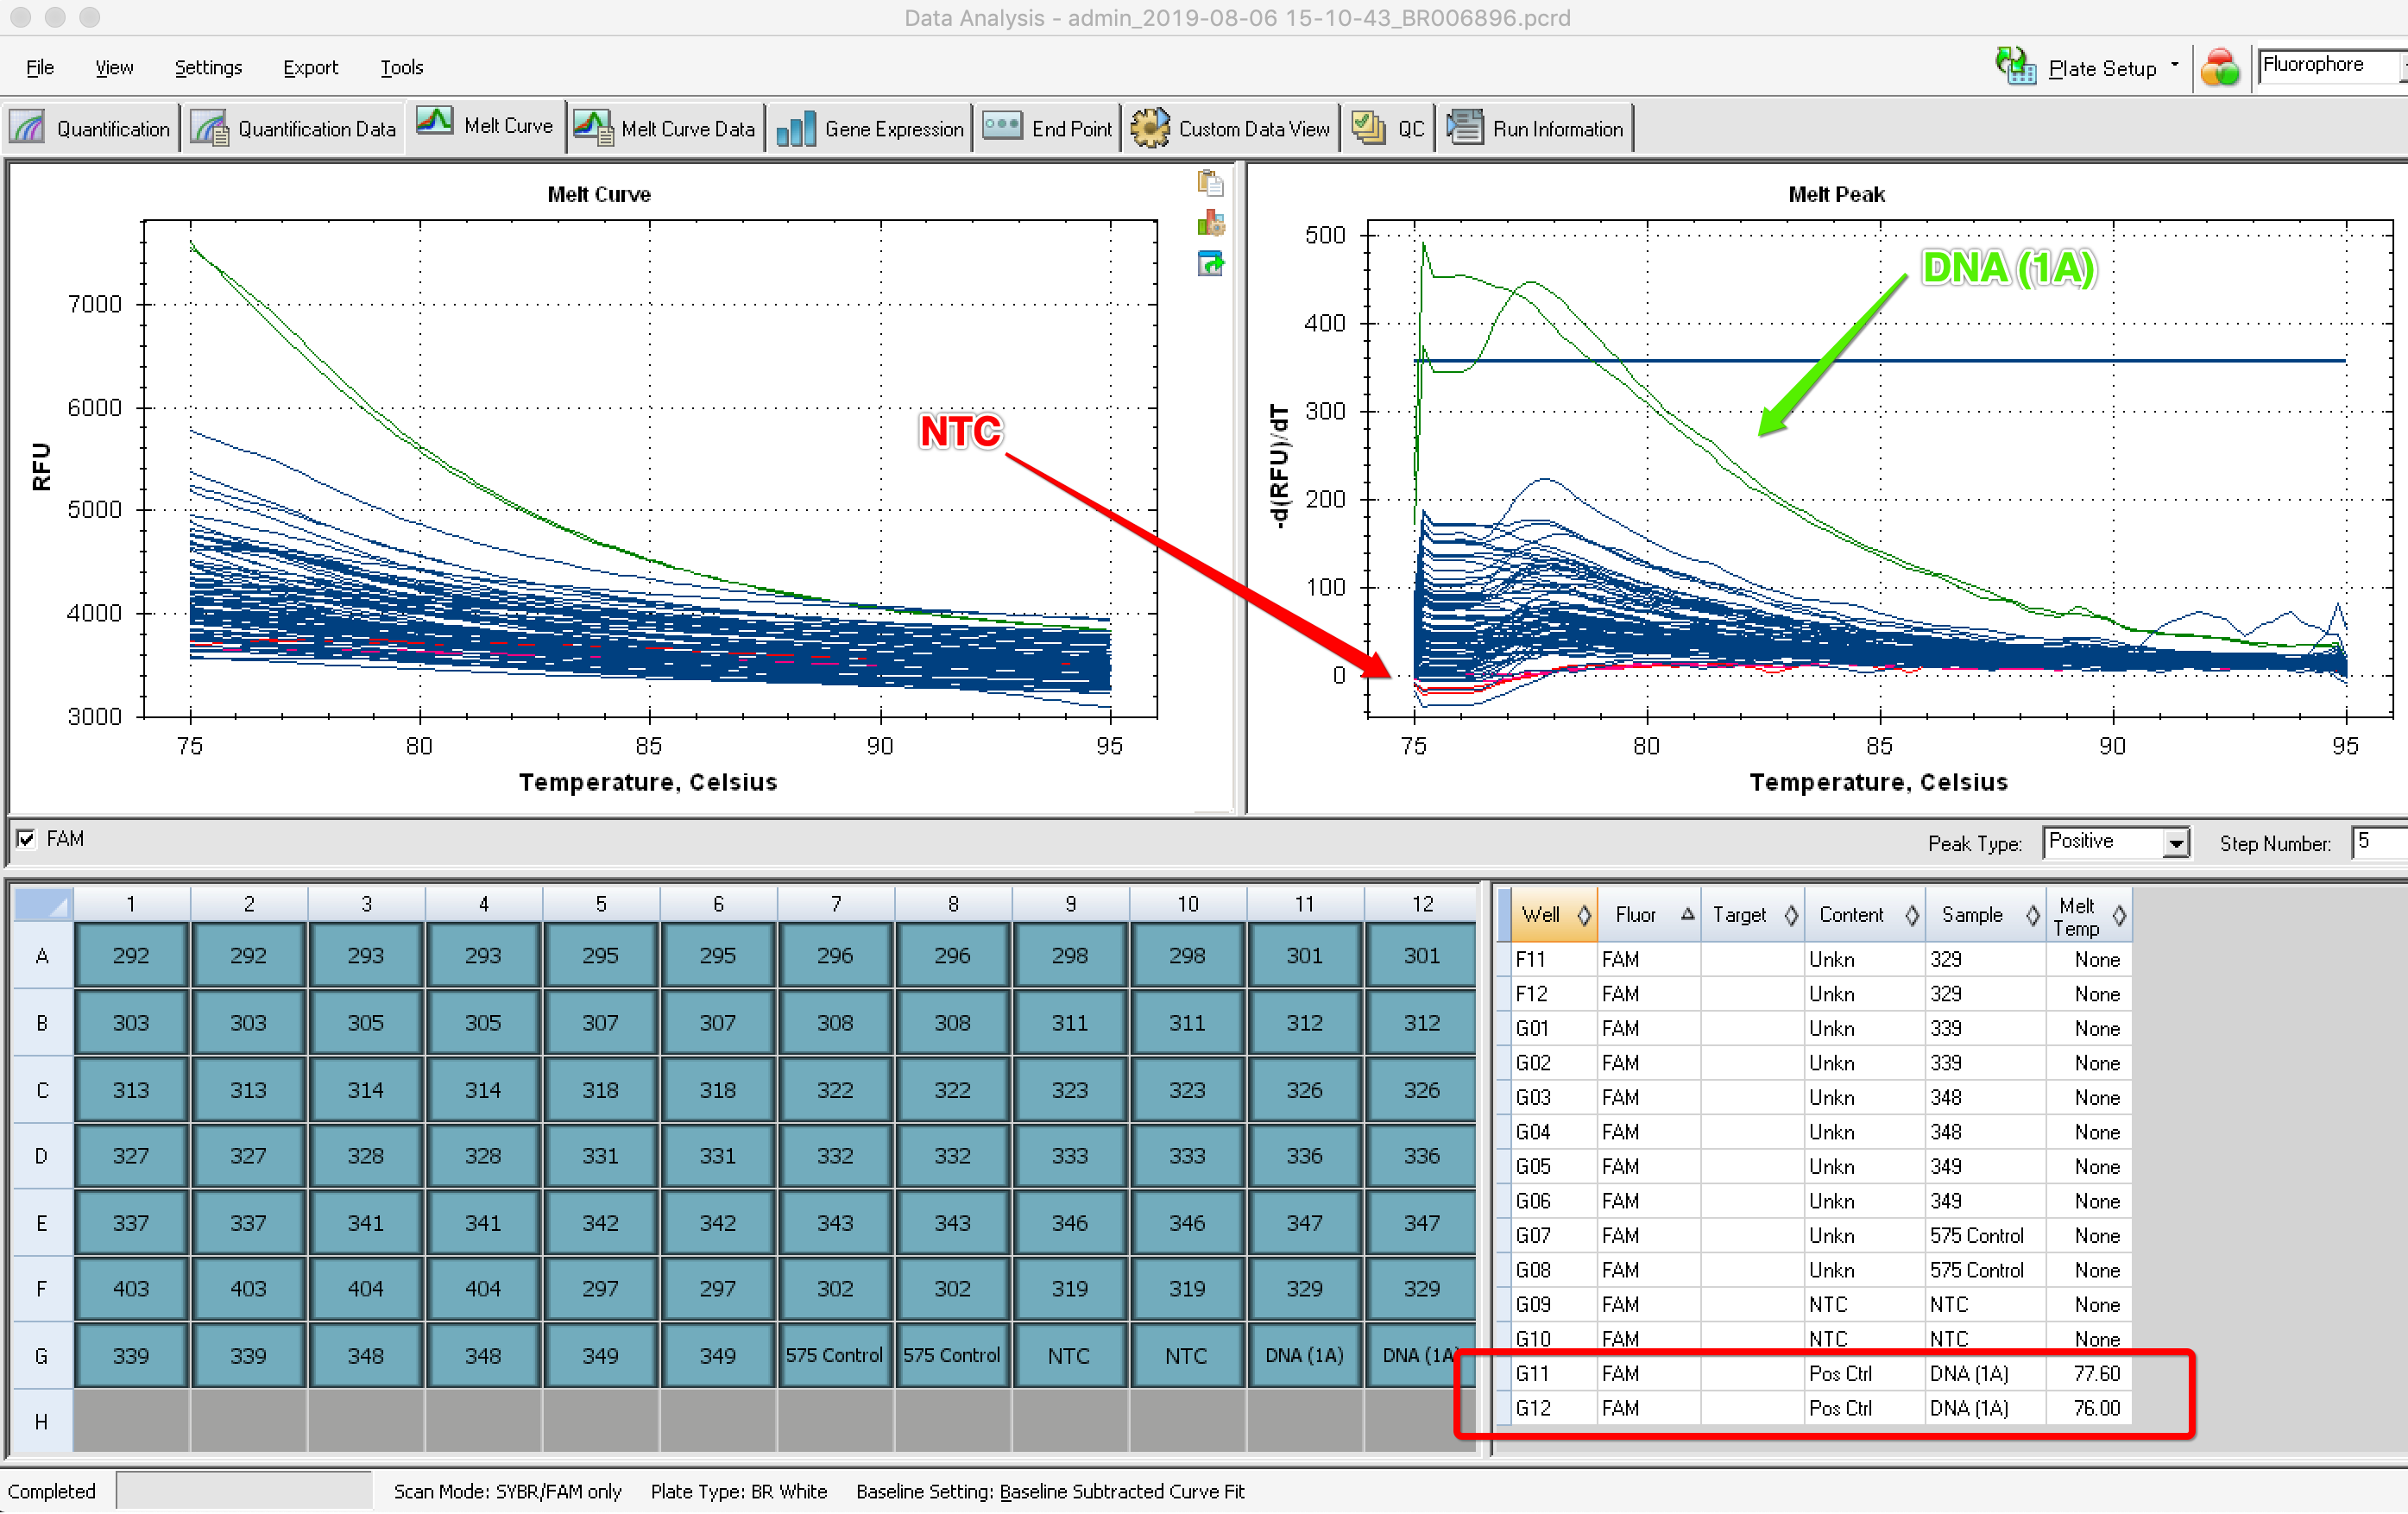 Data Analysis - admin_2019-08-06 15-10-43_BR006896.pcrd
File View Settings Export Tools Plate Setup Fluorophore
Quantification Quantification Data Melt Curve Melt Curve Data Gene Expression End Point Custom Data View QC Run Information
Melt Curve
7000
6000
5000
4000
3000
RFU
75 80 85 90 95
Temperature, Celsius
NTC
Melt Peak
DNA (1A)
500
400
300
200
100
0
-d(RFU)/dT
75 80 85 90 95
Temperature, Celsius
FAM Peak Type: Positive Step Number: 5
1 2 3 4 5 6 7 8 9 10 11 12
A 292 292 293 293 295 295 296 296 298 298 301 301
B 303 303 305 305 307 307 308 308 311 311 312 312
C 313 313 314 314 318 318 322 322 323 323 326 326
D 327 327 328 328 331 331 332 332 333 333 336 336
E 337 337 341 341 342 342 343 343 346 346 347 347
F 403 403 404 404 297 297 302 302 319 319 329 329
G 339 339 348 348 349 349 575 Control 575 Control NTC NTC DNA (1A) DNA (1A)
H
Well Fluor Target Content Sample Melt Temp
F11 FAM Unkn 329 None
F12 FAM Unkn 329 None
G01 FAM Unkn 339 None
G02 FAM Unkn 339 None
G03 FAM Unkn 348 None
G04 FAM Unkn 348 None
G05 FAM Unkn 349 None
G06 FAM Unkn 349 None
G07 FAM Unkn 575 Control None
G08 FAM Unkn 575 Control None
G09 FAM NTC NTC None
G10 FAM NTC NTC None
G11 FAM Pos Ctrl DNA (1A) 77.60
G12 FAM Pos Ctrl DNA (1A) 76.00
Completed Scan Mode: SYBR/FAM only Plate Type: BR White Baseline Setting: Baseline Subtracted Curve Fit